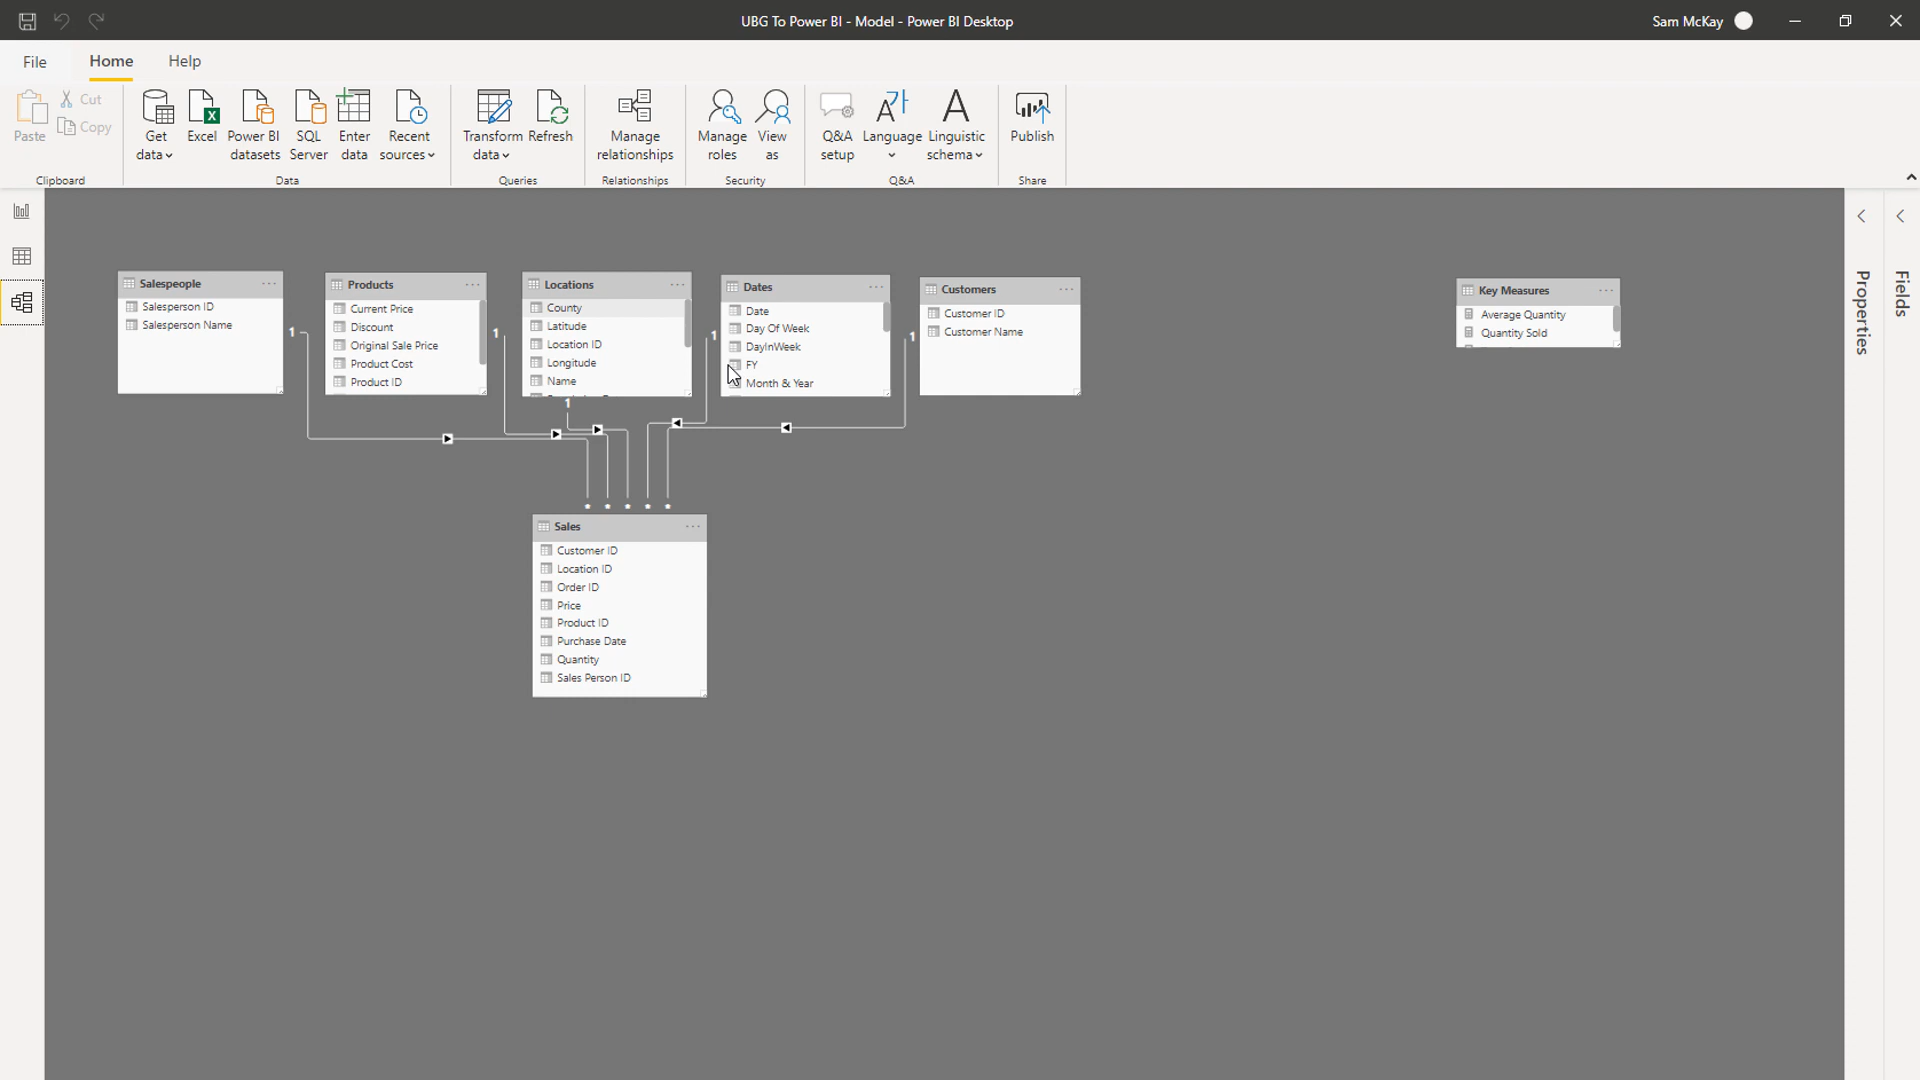 UBG To Power BI - Model - Power BI Desktop
Sam McKay
File
Home
Help
Paste
Cut
Copy
Clipboard
Get data
Excel
Power BI datasets
SQL Server
Enter data
Recent sources
Data
Transform data
Refresh
Queries
Manage relationships
Relationships
Manage roles
View as
Security
Q&A setup
Language
Linguistic schema
Q&A
Publish
Share
Salespeople
Salesperson ID
Salesperson Name
1
Products
Current Price
Discount
Original Sale Price
Product Cost
Product ID
1
Locations
County
Latitude
Location ID
Longitude
Name
1
1
Dates
Date
Day Of Week
DayInWeek
FY
Month & Year
1
Customers
Customer ID
Customer Name
Key Measures
Average Quantity
Quantity Sold
* * * * *
Sales
Customer ID
Location ID
Order ID
Price
Product ID
Purchase Date
Quantity
Sales Person ID
Properties
Fields